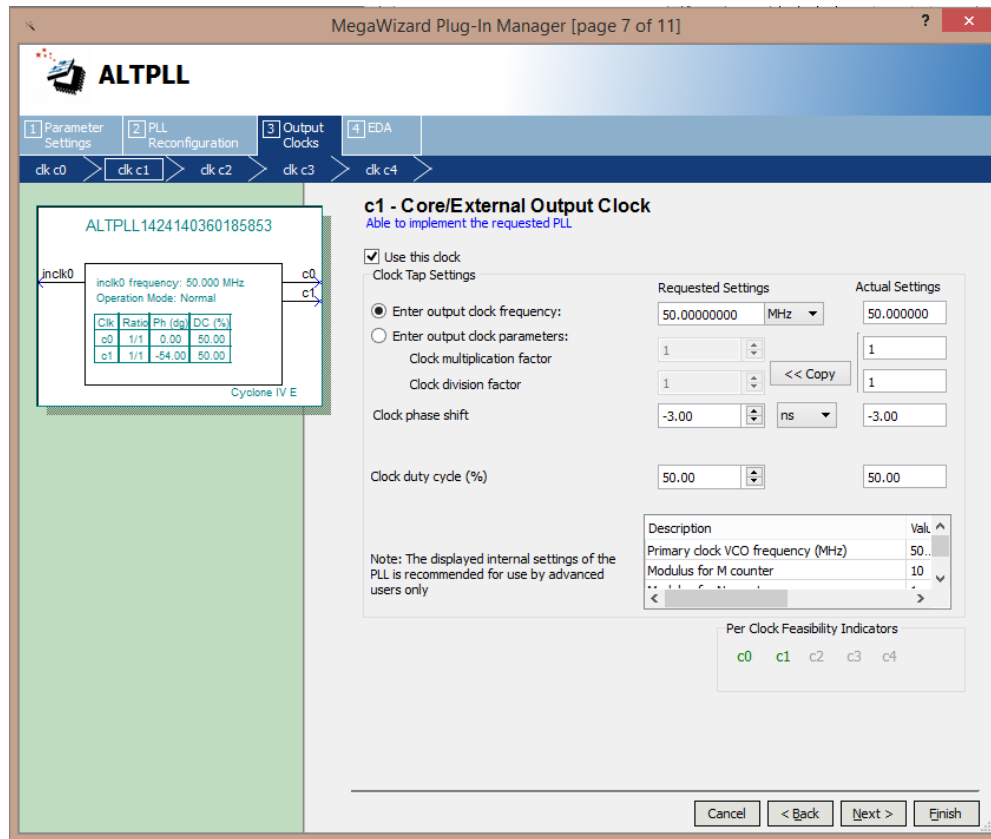 MegaWizard Plug-In Manager [page 7 of 11]
? ×
ALTPLL
1 Parameter Settings
2 PLL Reconfiguration
3 Output Clocks
4 EDA
clk c0 clk c1 clk c2 clk c3 clk c4
ALTPLL1424140360185853
inclk0
c0
c1
inclk0 frequency: 50.000 MHz
Operation Mode: Normal
Clk Ratio Ph (dg) DC (%)
c0 1/1 0.00 50.00
c1 1/1 -54.00 50.00
Cyclone IV E
c1 - Core/External Output Clock
Able to implement the requested PLL
Use this clock
Clock Tap Settings
Requested Settings Actual Settings
Enter output clock frequency: 50.00000000 MHz 50.000000
Enter output clock parameters:
Clock multiplication factor 1 1
<< Copy
Clock division factor 1 1
Clock phase shift -3.00 ns -3.00
Clock duty cycle (%) 50.00 50.00
Note: The displayed internal settings of the
PLL is recommended for use by advanced
users only
Description
Primary clock VCO frequency (MHz) 50..
Modulus for M counter 10
Per Clock Feasibility Indicators
c0 c1 c2 c3 c4
Cancel < Back Next > Finish